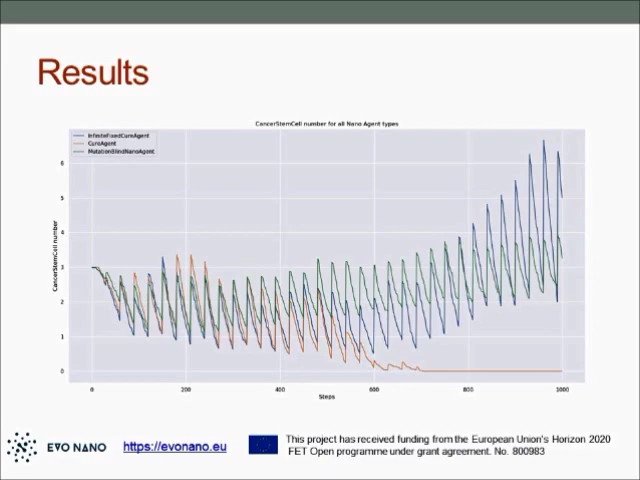 Results
CancerStemCell number for all Nano Agent types
InfiniteFixedCureAgent
CureAgent
MutationBlindNanoAgent
CancerStemCell number
6
5
4
3
2
1
0
0
200
400
600
800
1000
Steps
EVO NANO
https://evonano.eu
This project has received funding from the European Union's Horizon 2020
FET Open programme under grant agreement. No. 800983